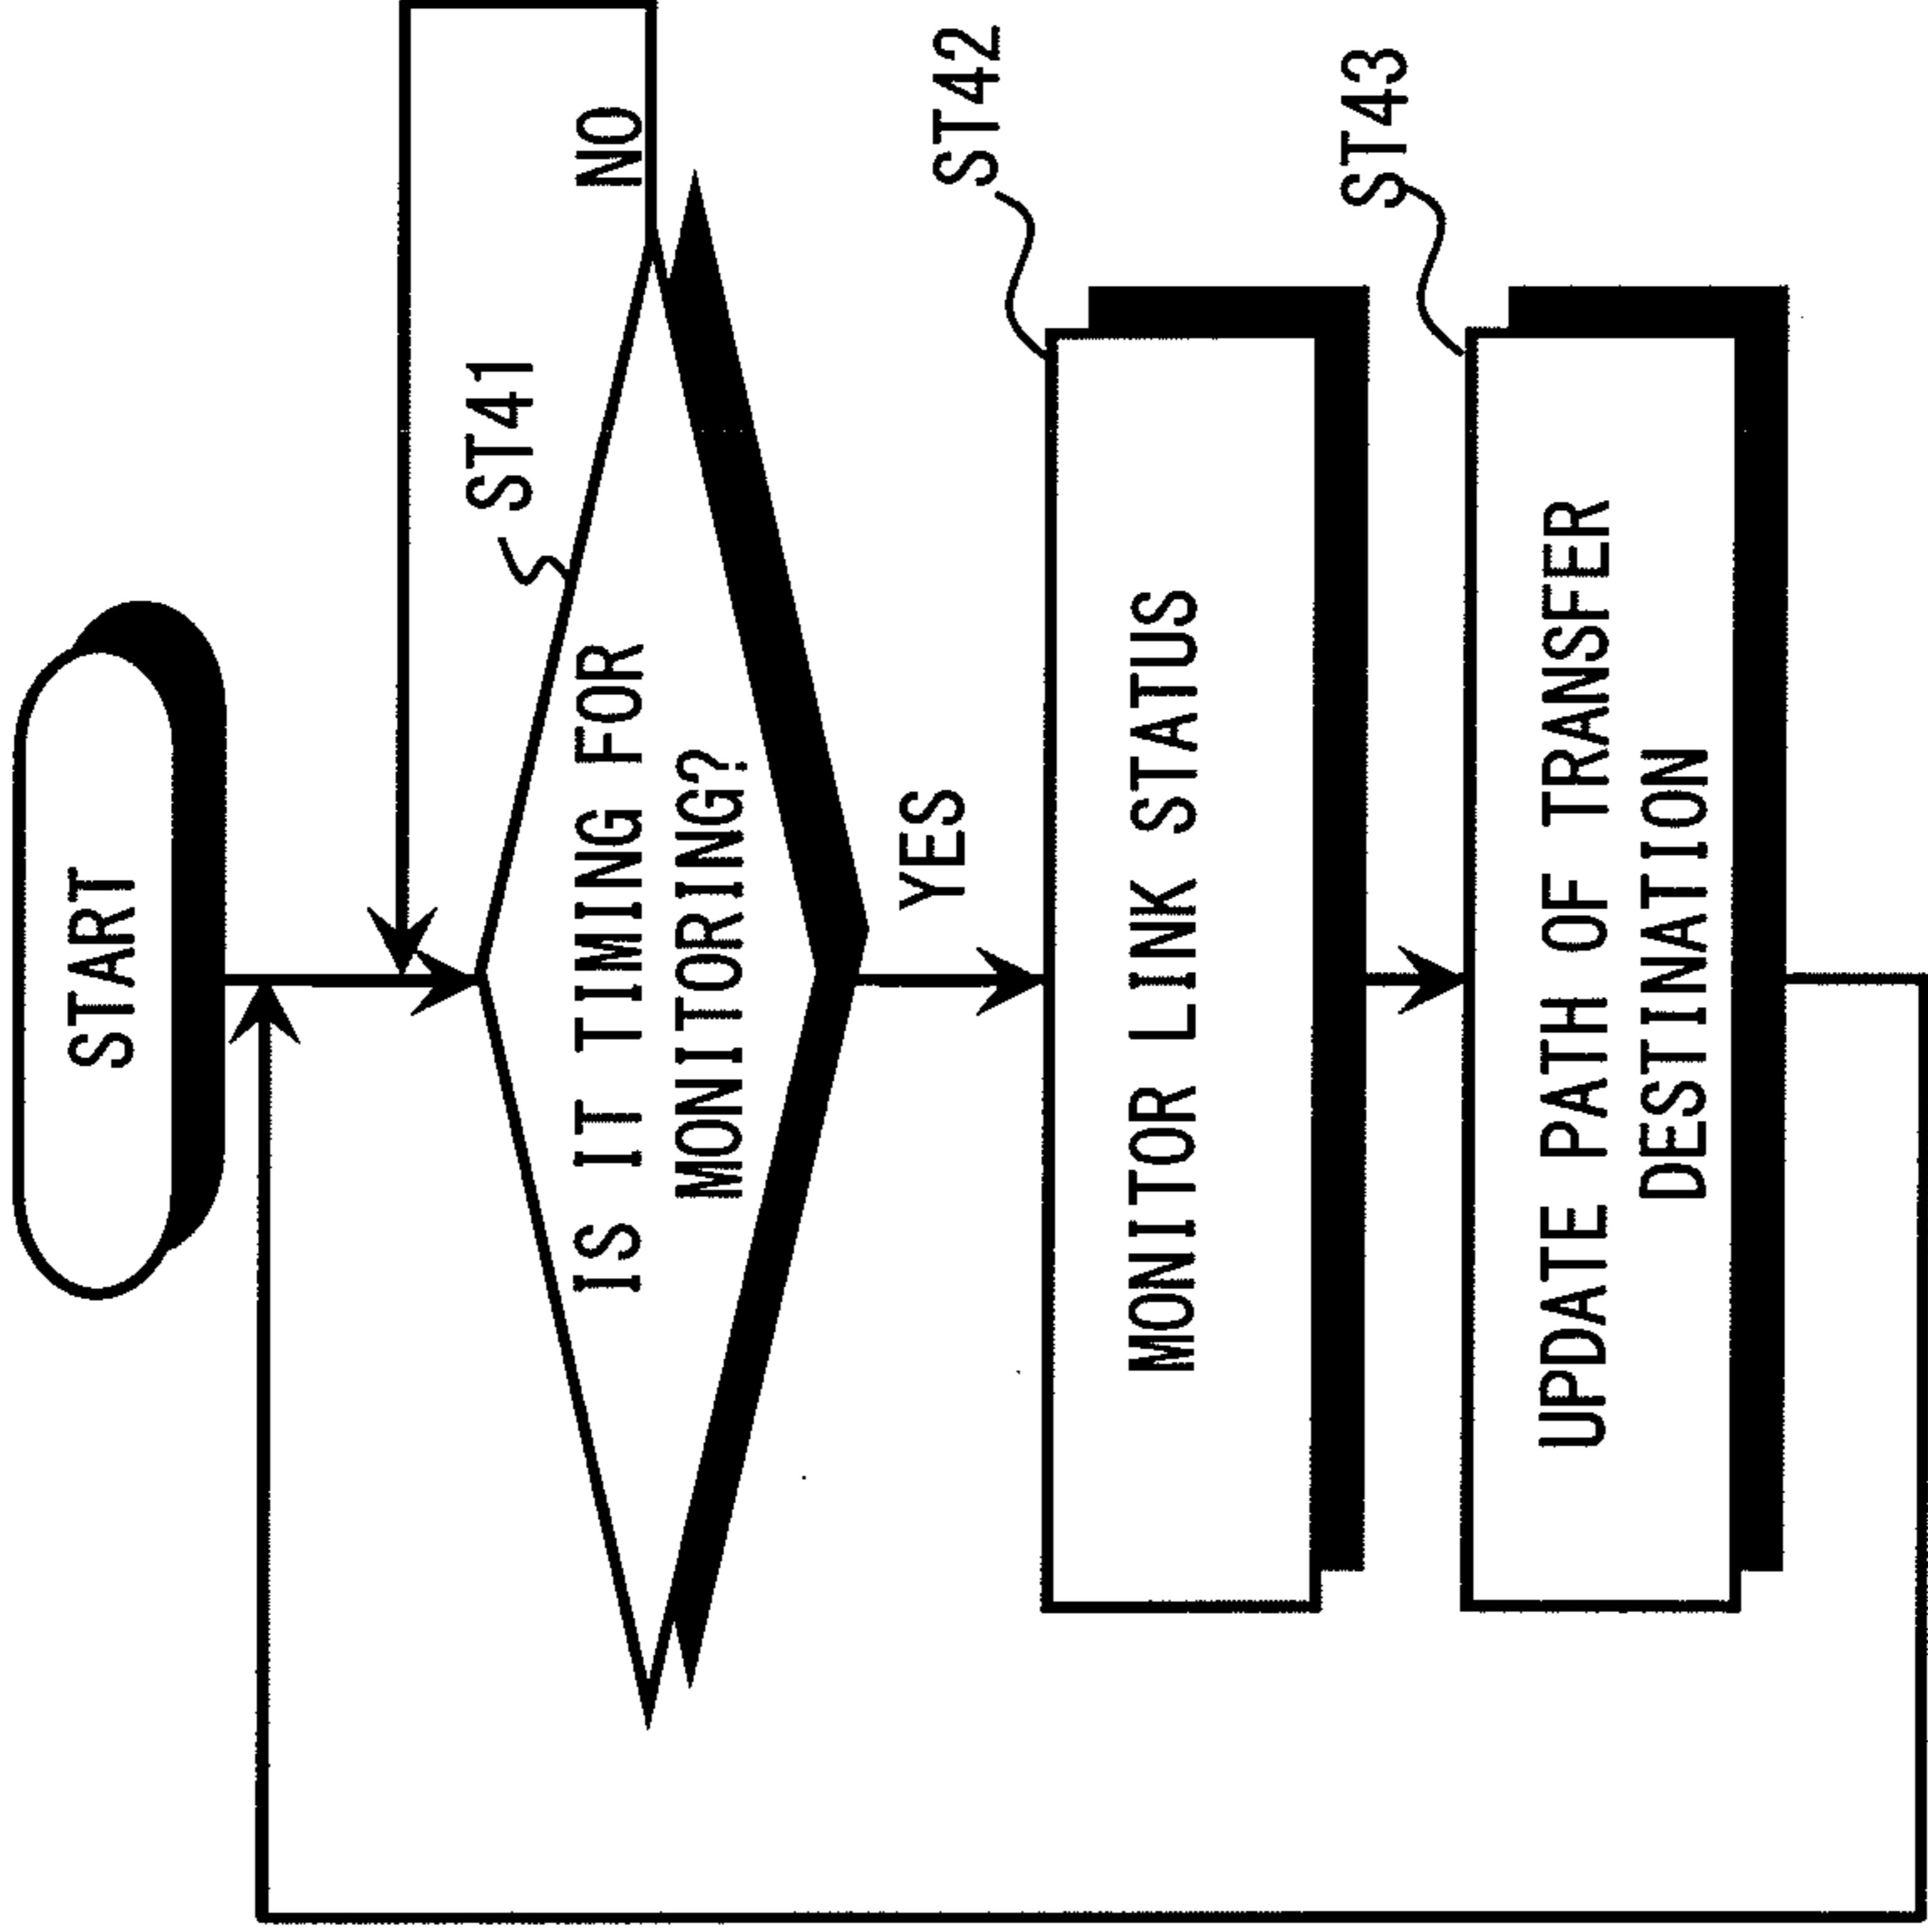 START
NO
ST41
IS IT TIMING FOR
MONITORING?
YES
ST42
MONITOR LINK STATUS
ST43
UPDATE PATH OF TRANSFER
DESTINATION